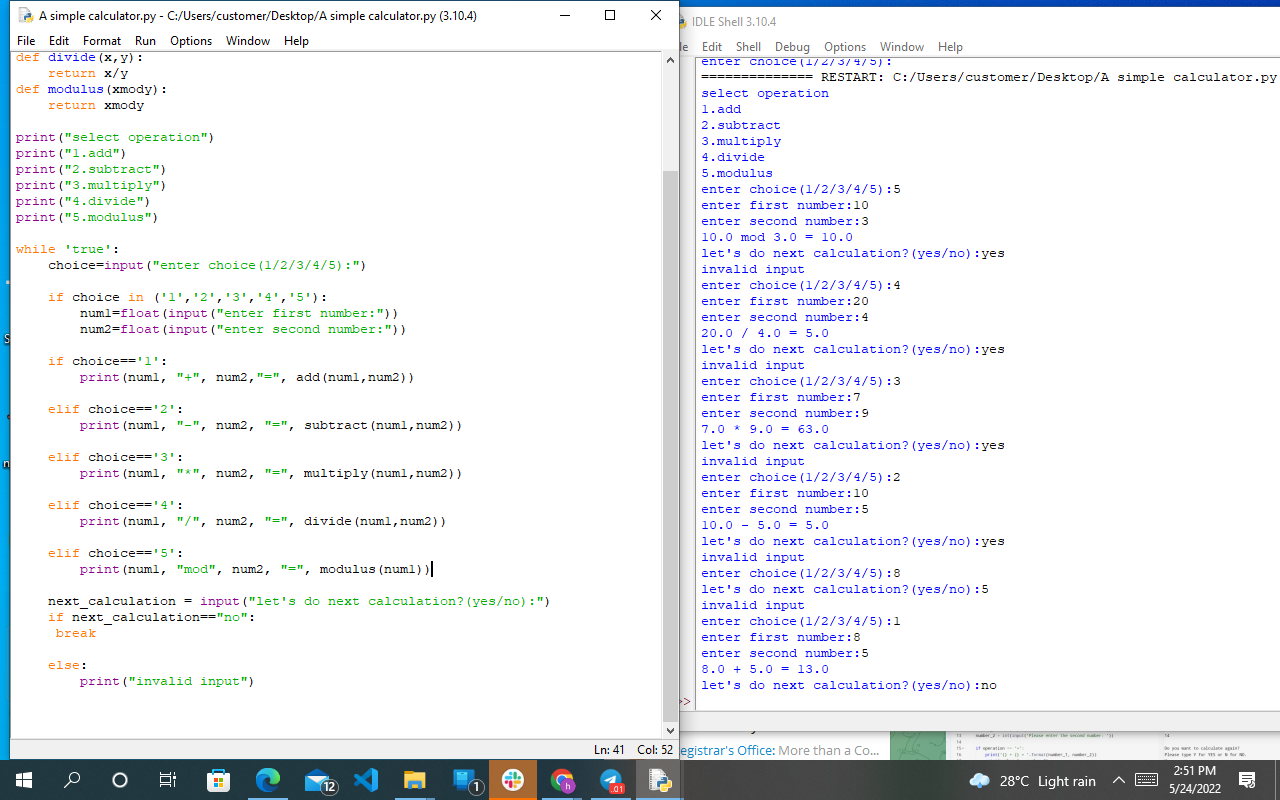 A simple calculator.py - C:/Users/customer/Desktop/A simple calculator.py (3.10.4)
File Edit Format Run Options Window Help
def divide(x,y):
    return x/y
def modulus(xmody):
    return xmody

print("select operation")
print("1.add")
print("2.subtract")
print("3.multiply")
print("4.divide")
print("5.modulus")

while 'true':
    choice=input("enter choice(1/2/3/4/5):")

    if choice in ('1','2','3','4','5'):
        num1=float(input("enter first number:"))
        num2=float(input("enter second number:"))

    if choice=='1':
        print(num1, "+", num2,"=", add(num1,num2))

    elif choice=='2':
        print(num1, "-", num2, "=", subtract(num1,num2))

    elif choice=='3':
        print(num1, "*", num2, "=", multiply(num1,num2))

    elif choice=='4':
        print(num1, "/", num2, "=", divide(num1,num2))

    elif choice=='5':
        print(num1, "mod", num2, "=", modulus(num1))

    next_calculation = input("let's do next calculation?(yes/no):")
    if next_calculation=="no":
     break

    else:
        print("invalid input")
Ln: 41 Col: 52
IDLE Shell 3.10.4
le Edit Shell Debug Options Window Help
enter choice(1/2/3/4/5):
============== RESTART: C:/Users/customer/Desktop/A simple calculator.py
select operation
1.add
2.subtract
3.multiply
4.divide
5.modulus
enter choice(1/2/3/4/5):5
enter first number:10
enter second number:3
10.0 mod 3.0 = 10.0
let's do next calculation?(yes/no):yes
invalid input
enter choice(1/2/3/4/5):4
enter first number:20
enter second number:4
20.0 / 4.0 = 5.0
let's do next calculation?(yes/no):yes
invalid input
enter choice(1/2/3/4/5):3
enter first number:7
enter second number:9
7.0 * 9.0 = 63.0
let's do next calculation?(yes/no):yes
invalid input
enter choice(1/2/3/4/5):2
enter first number:10
enter second number:5
10.0 - 5.0 = 5.0
let's do next calculation?(yes/no):yes
invalid input
enter choice(1/2/3/4/5):8
let's do next calculation?(yes/no):5
invalid input
enter choice(1/2/3/4/5):1
enter first number:8
enter second number:5
8.0 + 5.0 = 13.0
let's do next calculation?(yes/no):no
>>
egistrar's Office: More than a Co...
Do you want to calculate again?
Please type Y for YES or N for NO.
12
1
h
.01
28°C Light rain
2:51 PM
5/24/2022